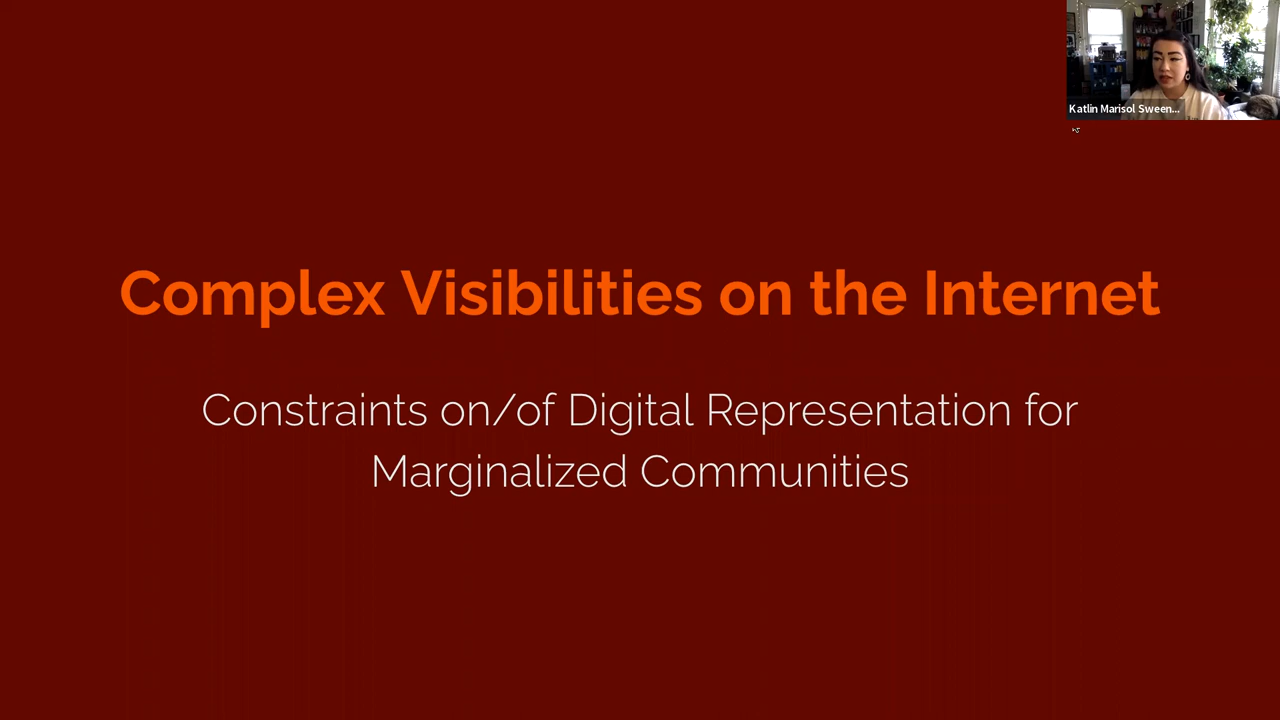 Katlin Marisol Sween...
Complex Visibilities on the Internet
Constraints on/of Digital Representation for
Marginalized Communities